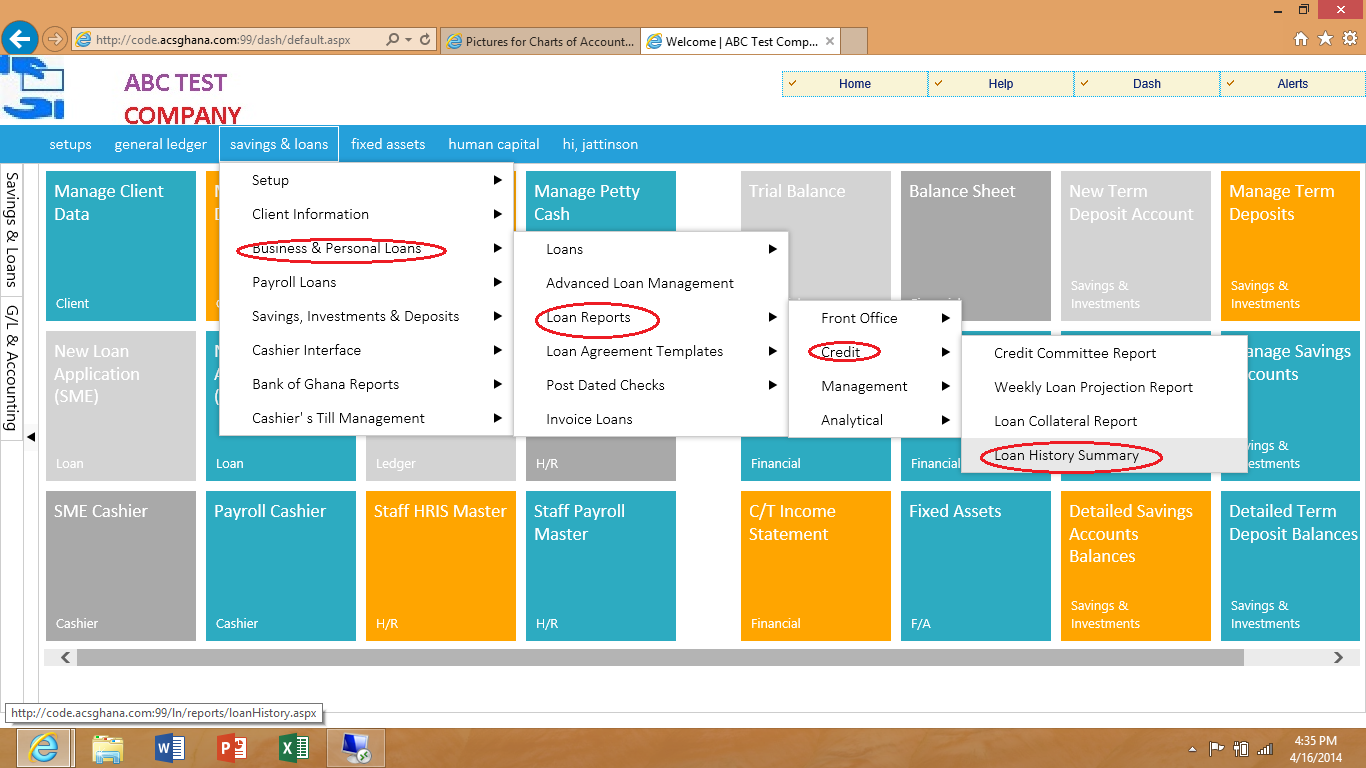 http://code.acsghana.com:99/dash/default.aspx
Pictures for Charts of Account...
Welcome | ABC Test Comp...
ABC TEST
COMPANY
Home
Help
Dash
Alerts
setups
general ledger
savings & loans
fixed assets
human capital
hi, jattinson
Savings & Loans
G/L & Accounting
Setup
Client Information
Business & Personal Loans
Payroll Loans
Savings, Investments & Deposits
Cashier Interface
Bank of Ghana Reports
Cashier' s Till Management
Loans
Advanced Loan Management
Loan Reports
Loan Agreement Templates
Post Dated Checks
Invoice Loans
Front Office
Credit
Management
Analytical
Credit Committee Report
Weekly Loan Projection Report
Loan Collateral Report
Loan History Summary
Manage Client
Data
Client
Manage Petty
Cash
Trial Balance
Balance Sheet
New Term
Deposit Account
Savings &
Investments
Manage Term
Deposits
Savings &
Investments
New Loan
Application
(SME)
Loan
Loan
Ledger
H/R
Financial
Financial
Investments
SME Cashier
Cashier
Payroll Cashier
Cashier
Staff HRIS Master
H/R
Staff Payroll
Master
H/R
C/T Income
Statement
Financial
Fixed Assets
F/A
Detailed Savings
Accounts
Balances
Savings &
Investments
Detailed Term
Deposit Balances
Savings &
Investments
http://code.acsghana.com:99/ln/reports/loanHistory.aspx
4:35 PM
4/16/2014